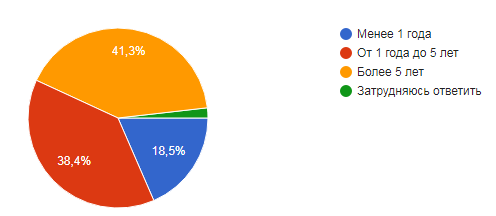 41,3%
38,4%
18,5%
Менее 1 года
От 1 года до 5 лет
Более 5 лет
Затрудняюсь ответить